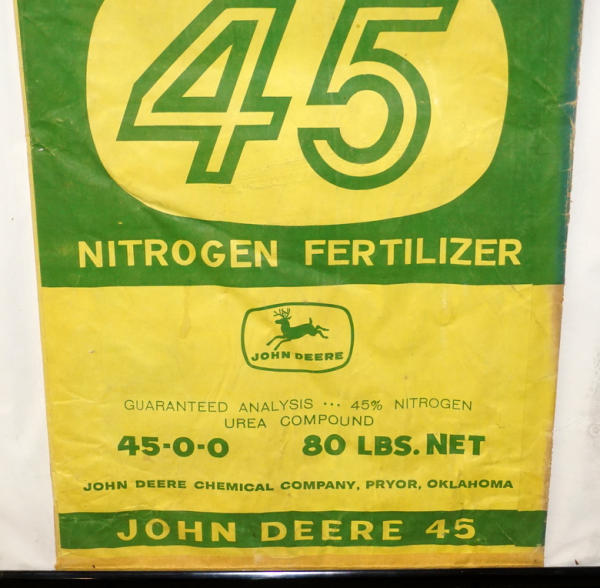 45
NITROGEN FERTILIZER
JOHN DEERE
GUARANTEED ANALYSIS ··· 45% NITROGEN
UREA COMPOUND
45-0-0 80 LBS. NET
JOHN DEERE CHEMICAL COMPANY, PRYOR, OKLAHOMA
JOHN DEERE 45